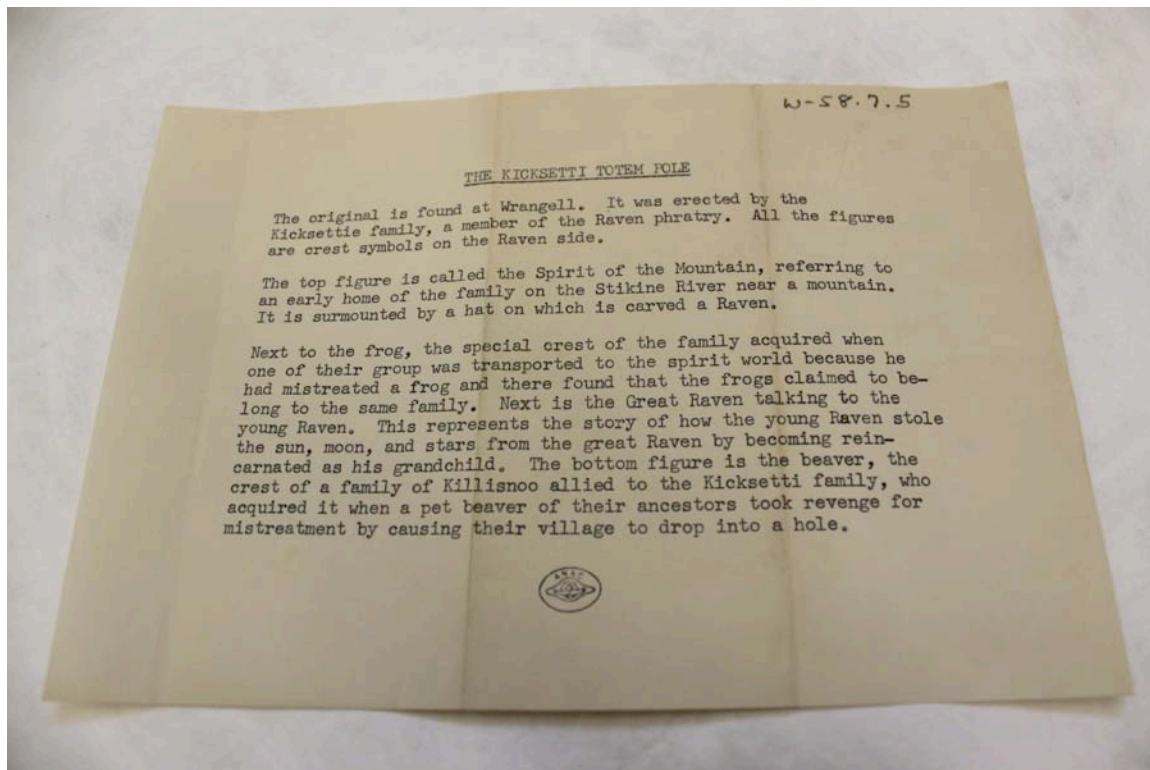 W-58.7.5
THE KICKSETTI TOTEM POLE
The original is found at Wrangell. It was erected by the
Kicksettie family, a member of the Raven phratry. All the figures
are crest symbols on the Raven side.
The top figure is called the Spirit of the Mountain, referring to
an early home of the family on the Stikine River near a mountain.
It is surmounted by a hat on which is carved a Raven.
Next to the frog, the special crest of the family acquired when
one of their group was transported to the spirit world because he
had mistreated a frog and there found that the frogs claimed to be-
long to the same family. Next is the Great Raven talking to the
young Raven. This represents the story of how the young Raven stole
the sun, moon, and stars from the great Raven by becoming rein-
carnated as his grandchild. The bottom figure is the beaver, the
crest of a family of Killisnoo allied to the Kicksetti family, who
acquired it when a pet beaver of their ancestors took revenge for
mistreatment by causing their village to drop into a hole.